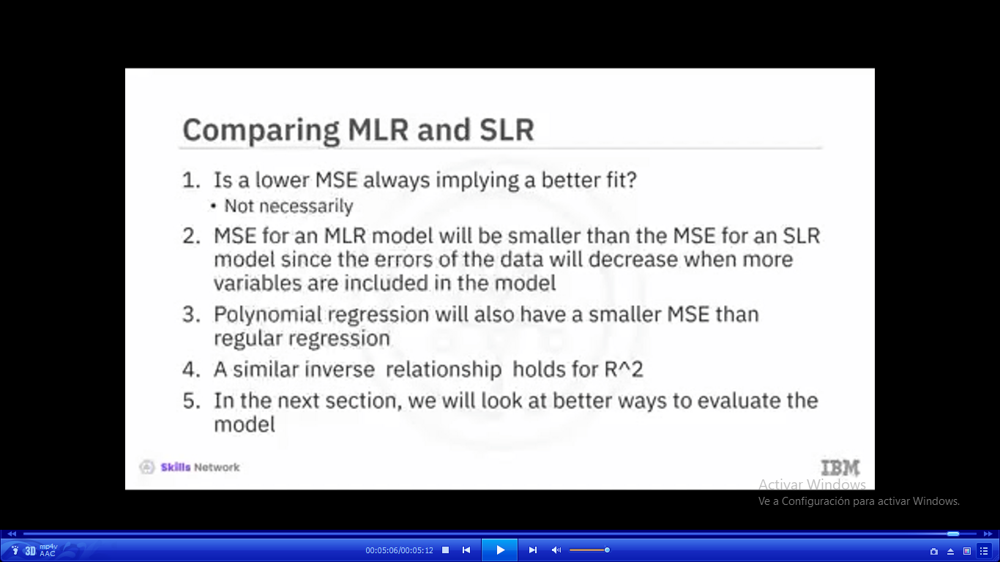 Comparing MLR and SLR
1. Is a lower MSE always implying a better fit?
• Not necessarily
2. MSE for an MLR model will be smaller than the MSE for an SLR
model since the errors of the data will decrease when more
variables are included in the model
3. Polynomial regression will also have a smaller MSE than
regular regression
4. A similar inverse relationship holds for R^2
5. In the next section, we will look at better ways to evaluate the
model
Skills Network
IBM
Activar Windows
Ve a Configuración para activar Windows.
3D
mp4v
AAC
00:05:06/00:05:12